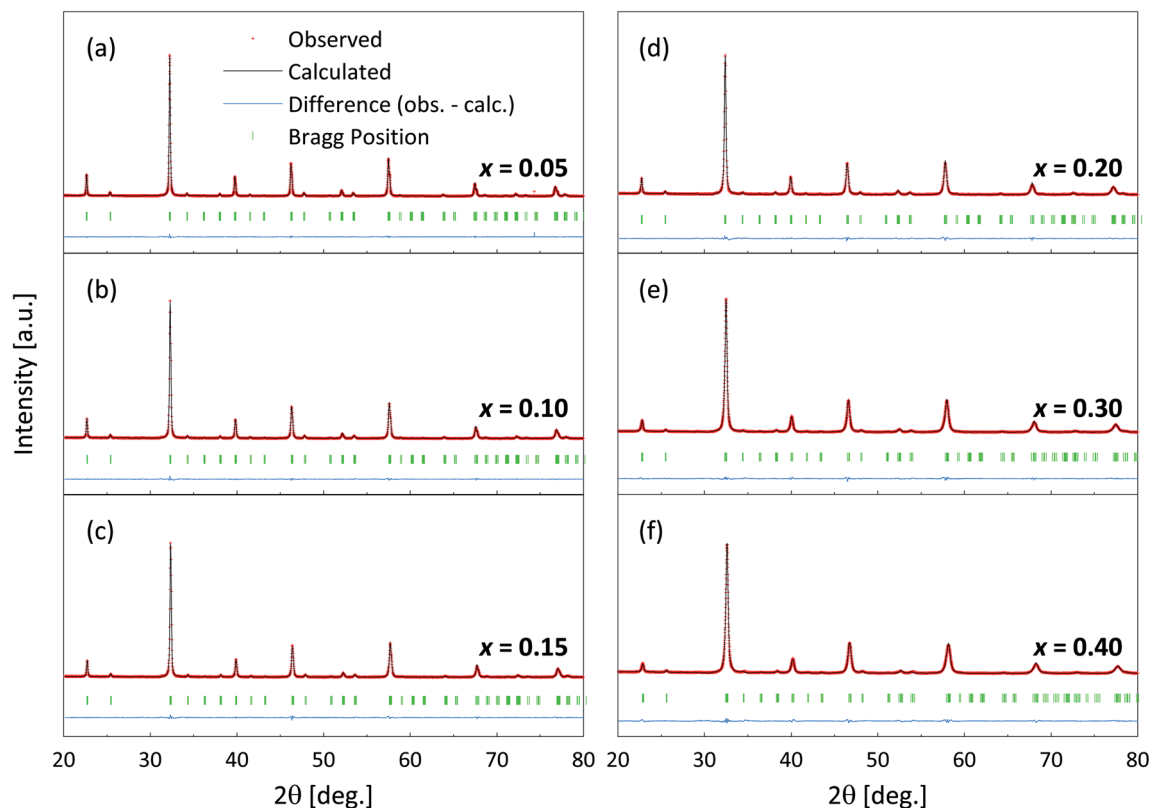 (a)
Observed
Calculated
Difference (obs. - calc.)
Bragg Position
x = 0.05
(b)
x = 0.10
(c)
x = 0.15
(d)
x = 0.20
(e)
x = 0.30
(f)
x = 0.40
Intensity [a.u.]
20 30 40 50 60 70 80
20 30 40 50 60 70 80
2θ [deg.]
2θ [deg.]